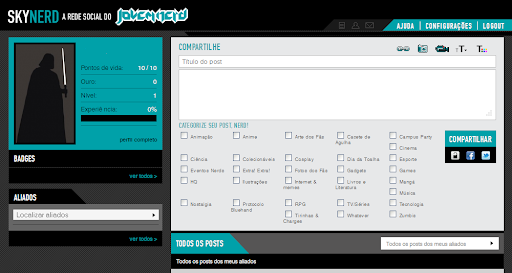 SKYNERD A REDE SOCIAL DO JOVEMNERD
AJUDA | CONFIGURAÇÕES | LOGOUT
Pontos de vida 10 / 10
Ouro 0
Nível 1
Experiência 0%
perfil completo
BADGES
ver todos >
ALIADOS
Localizar aliados
ver todos >
COMPARTILHE
Título do post
CATEGORIZE SEU POST, NERD!
Animação
Anime
Arte dos Fãs
Caneta de Agulha
Campus Party
Cinema
Ciência
Colecionáveis
Cosplay
Dia da Toalha
Esporte
Eventos Nerds
Extra! Extra!
Fotos dos Fãs
Gadgets
Games
HQ
Ilustrações
Internet & memes
Livros e Literatura
Manga
Música
Nostalgia
Protocolo Bluehand
RPG
TV/Séries
Tecnologia
Tirinhas & Charges
Whatever
Zumbis
COMPARTILHAR
TODOS OS POSTS
Todos os posts dos meus aliados
Todos os posts dos meus aliados